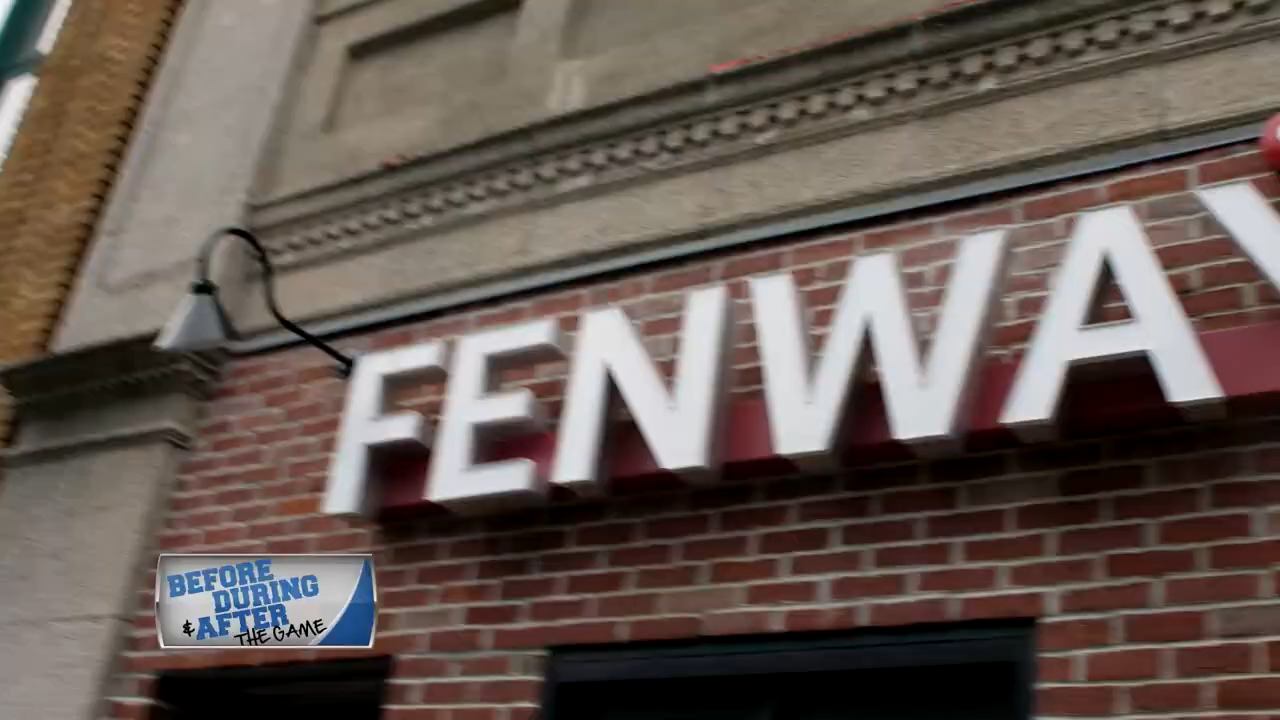 FENWAY
BEFORE
DURING
& AFTER
THE GAME